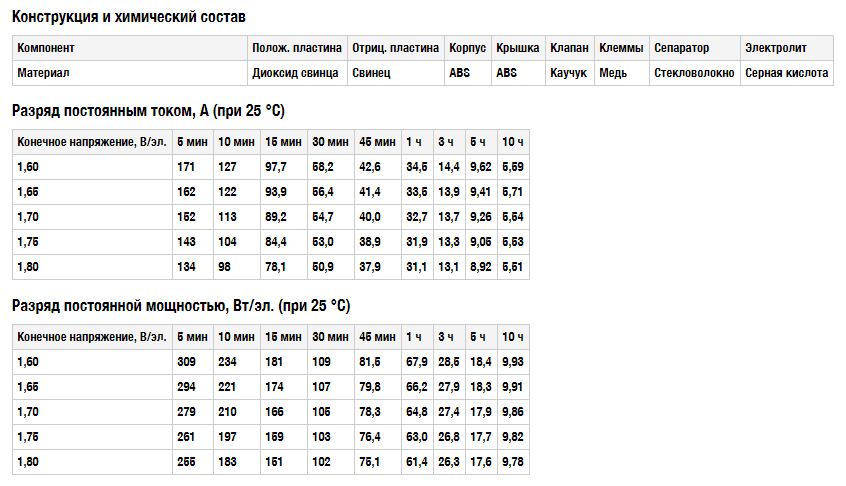 Конструкция и химический состав
Компонент Полож. пластина Отриц. пластина Корпус Крышка Клапан Клеммы Сепаратор Электролит
Материал Диоксид свинца Свинец ABS ABS Каучук Медь Стекловолокно Серная кислота
Разряд постоянным током, А (при 25 °C)
Конечное напряжение, В/эл. 5 мин 10 мин 15 мин 30 мин 45 мин 1 ч 3 ч 5 ч 10 ч
1,60 171 127 97,7 58,2 42,6 34,5 14,4 9,62 5,59
1,65 162 122 93,9 56,4 41,4 33,5 13,9 9,41 5,71
1,70 152 113 89,2 54,7 40,0 32,7 13,7 9,26 5,54
1,75 143 104 84,4 53,0 38,9 31,9 13,3 9,05 5,53
1,80 134 98 78,1 50,9 37,9 31,1 13,1 8,92 5,51
Разряд постоянной мощностью, Вт/эл. (при 25 °C)
Конечное напряжение, В/эл. 5 мин 10 мин 15 мин 30 мин 45 мин 1 ч 3 ч 5 ч 10 ч
1,60 309 234 181 109 81,5 67,9 28,5 18,4 9,93
1,65 294 221 174 107 79,8 66,2 27,9 18,3 9,91
1,70 279 210 166 105 78,3 64,8 27,4 17,9 9,86
1,75 261 197 159 103 76,4 63,0 26,8 17,7 9,82
1,80 255 183 151 102 75,1 61,4 26,3 17,6 9,78